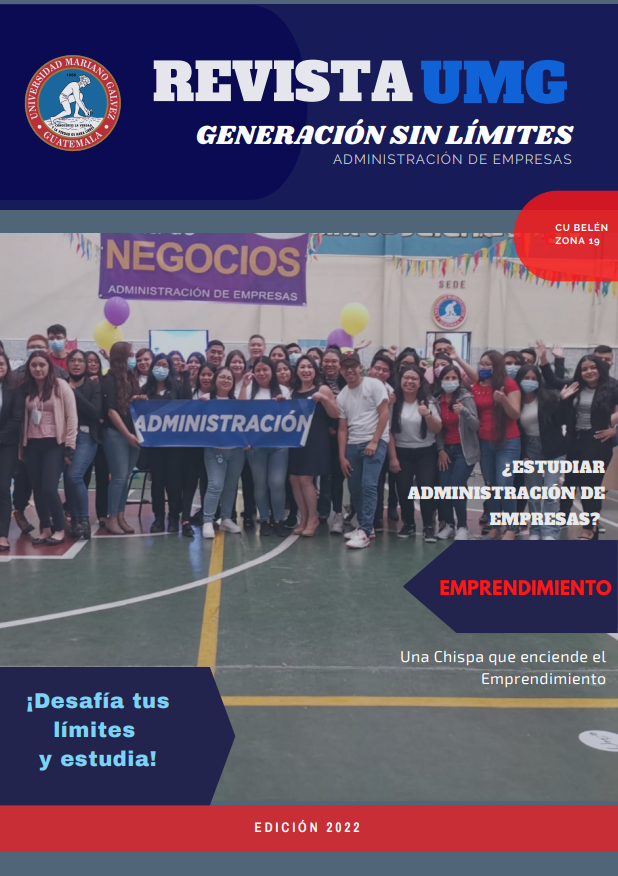 UNIVERSIDAD MARIANO GÁLVEZ
GUATEMALA
REVISTA UMG
GENERACIÓN SIN LÍMITES
ADMINISTRACIÓN DE EMPRESAS
CU BELÉN
ZONA 19
NEGOCIOS
ADMINISTRACIÓN DE EMPRESAS
SEDE
ADMINISTRACIÓN
¿ESTUDIAR
ADMINISTRACIÓN DE
EMPRESAS?
EMPRENDIMIENTO
Una Chispa que enciende el
Emprendimiento
¡Desafía tus
límites
y estudia!
EDICIÓN 2022